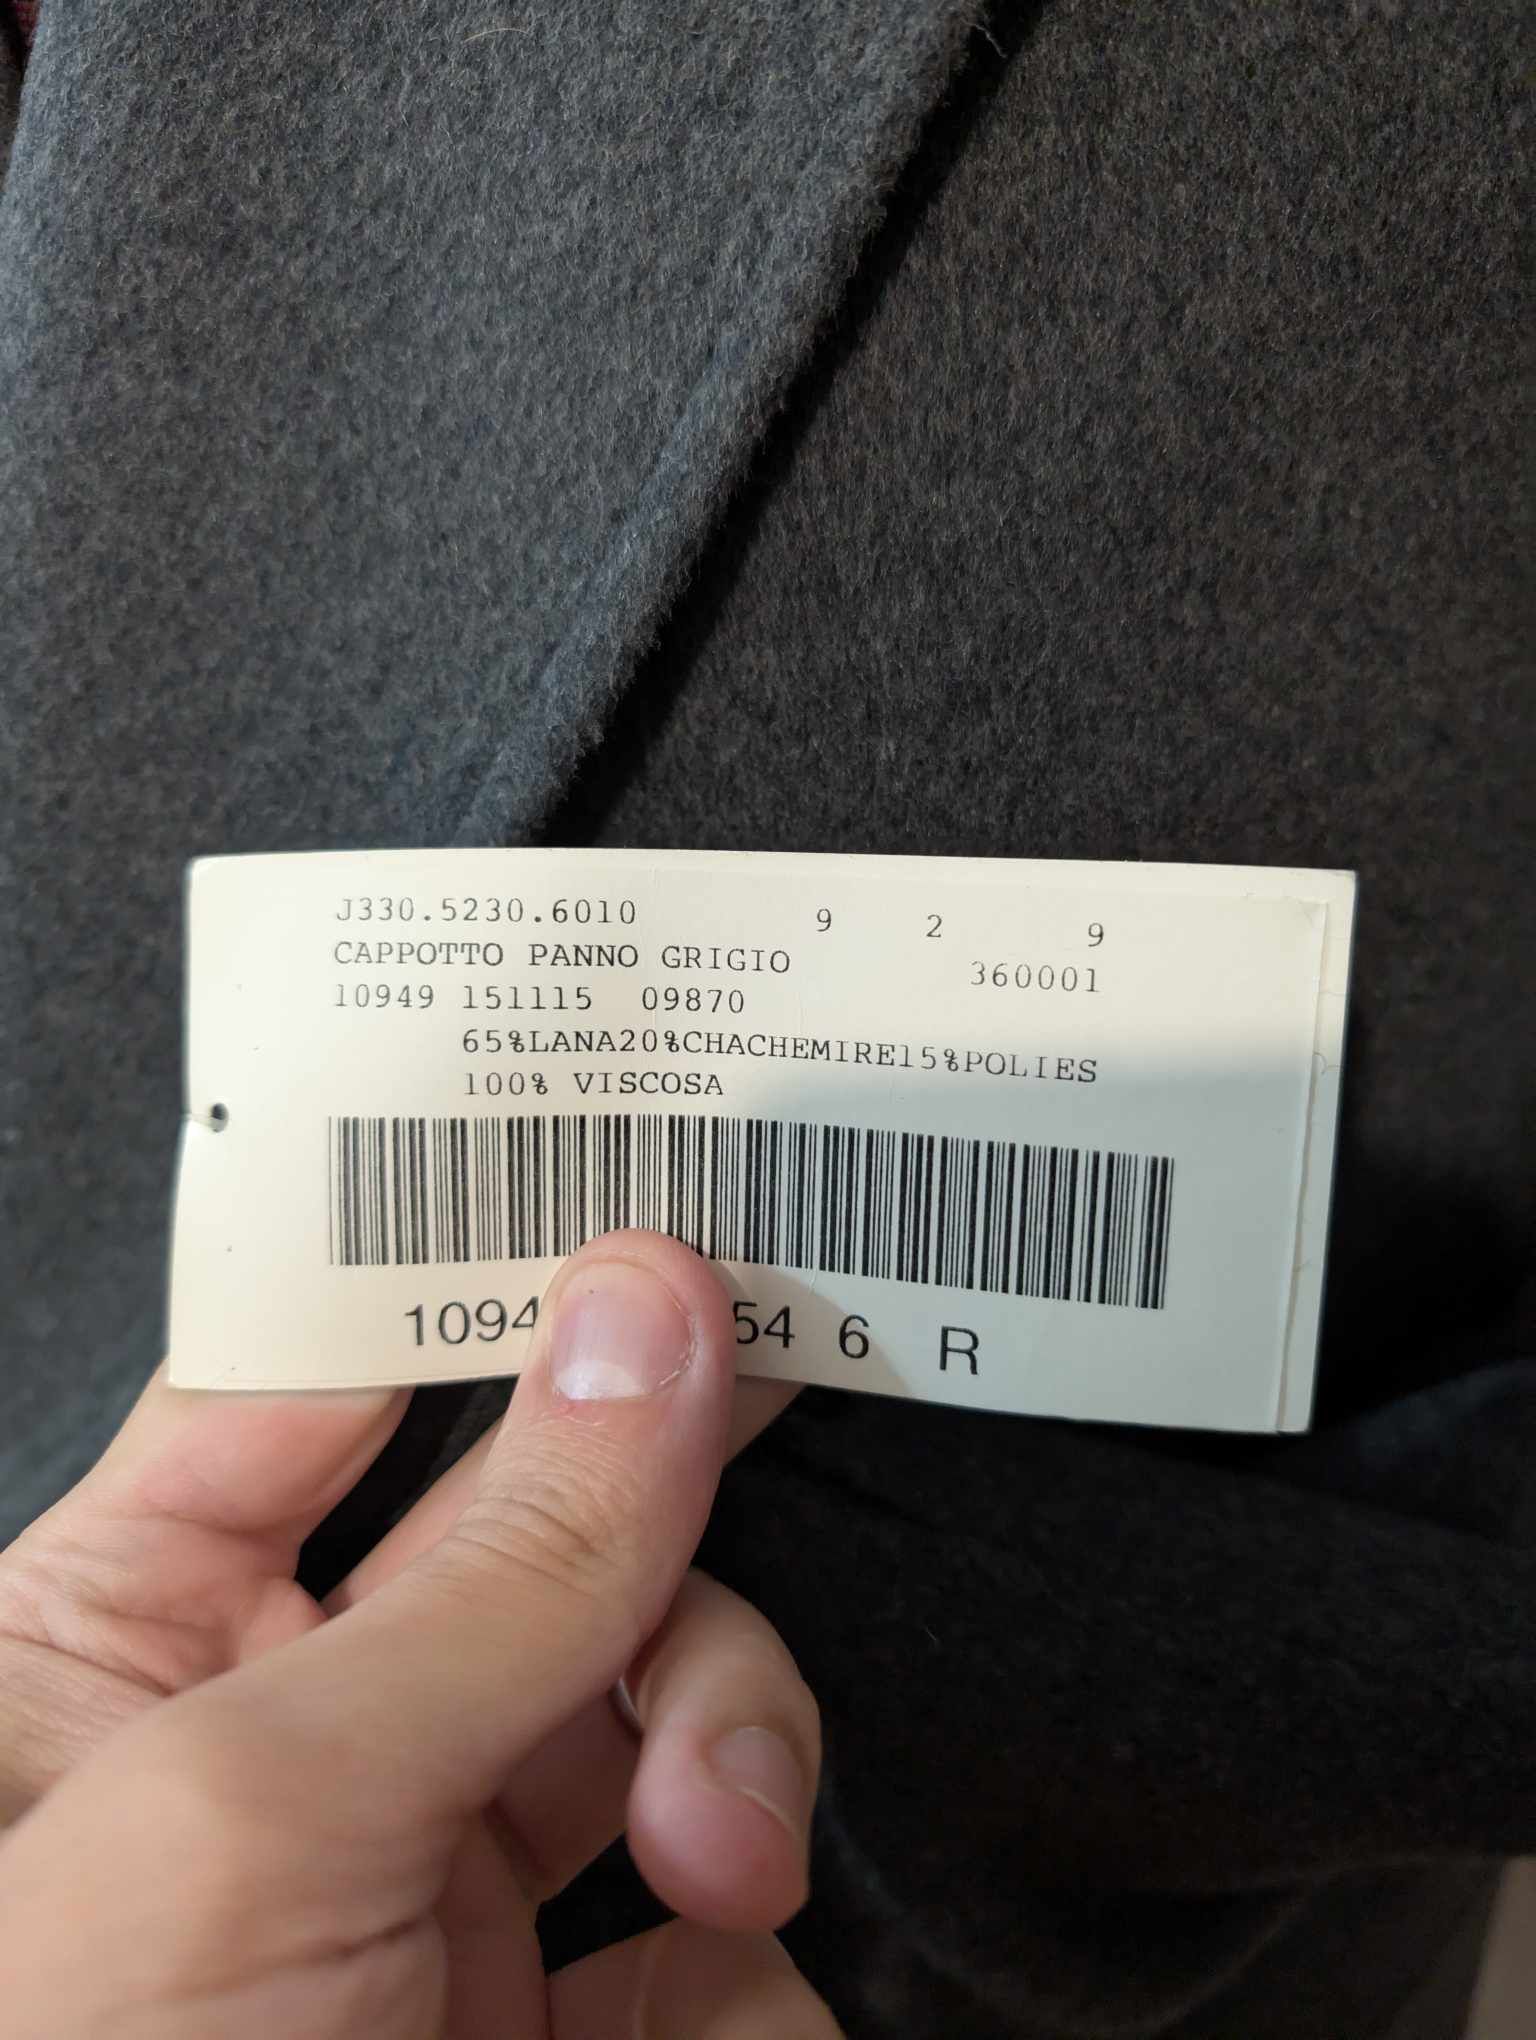 J330.5230.6010 9 2 9
CAPPOTTO PANNO GRIGIO 360001
10949 151115 09870
65%LANA20%CHACHEMIRE15%POLIES
100% VISCOSA
54 6 R